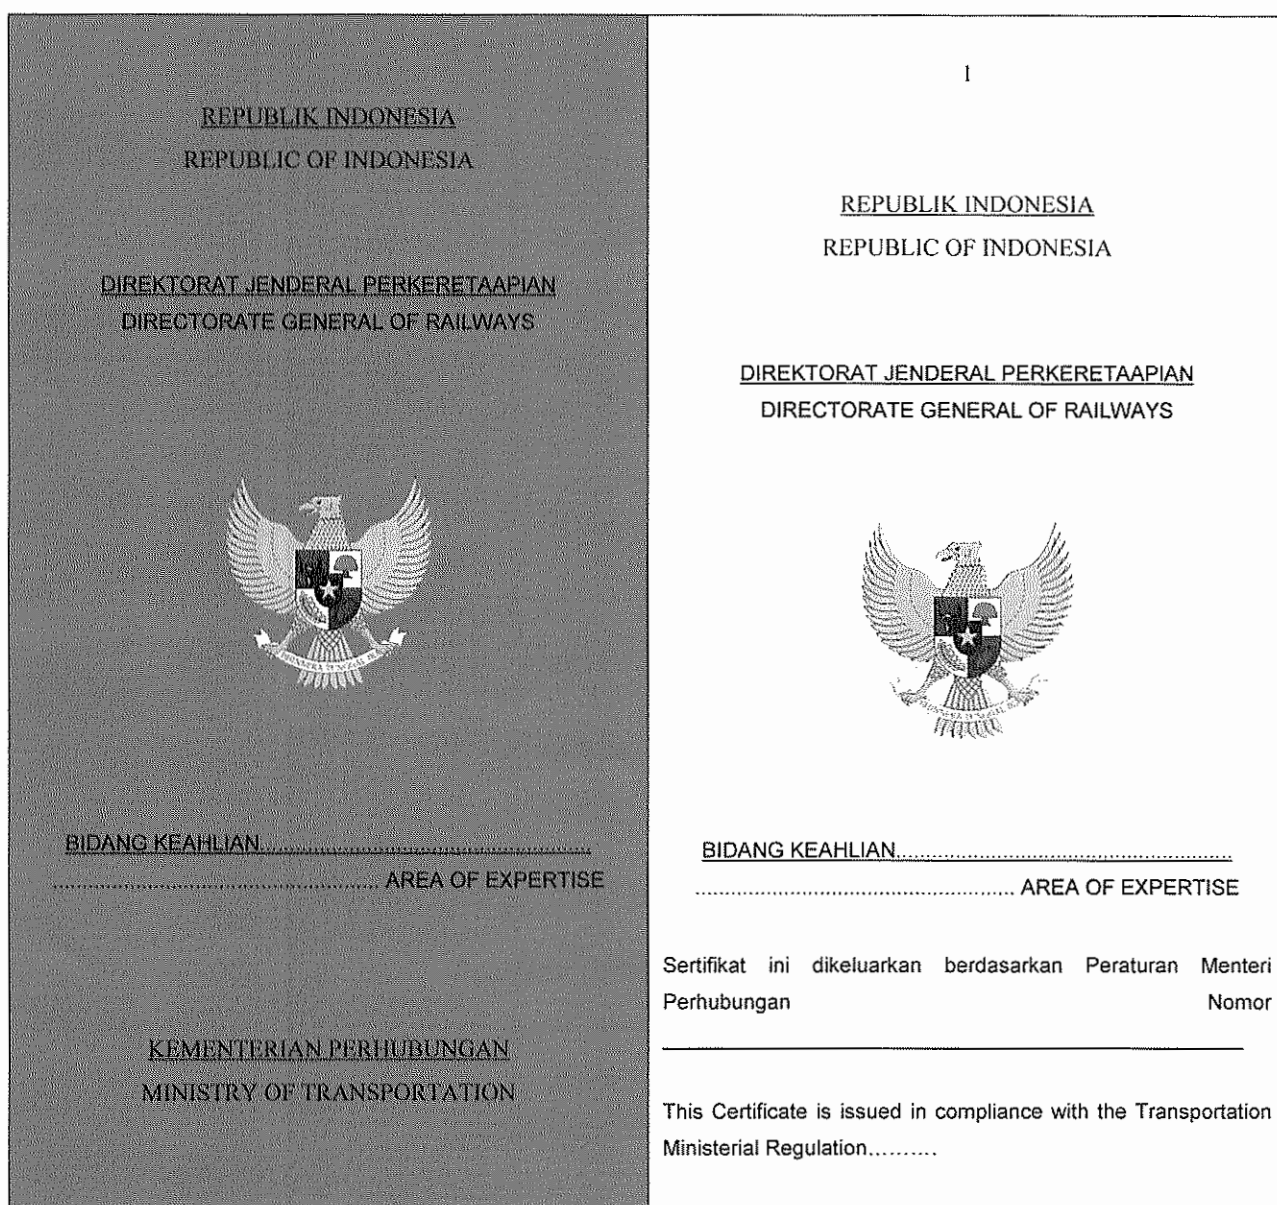 REPUBLIK INDONESIA
REPUBLIC OF INDONESIA
DIREKTORAT JENDERAL PERKERETAAPIAN
DIRECTORATE GENERAL OF RAILWAYS
BIDANG KEAHLIAN..................................................
.................................................. AREA OF EXPERTISE
KEMENTERIAN PERHUBUNGAN
MINISTRY OF TRANSPORTATION
1
REPUBLIK INDONESIA
REPUBLIC OF INDONESIA
DIREKTORAT JENDERAL PERKERETAAPIAN
DIRECTORATE GENERAL OF RAILWAYS
BIDANG KEAHLIAN..................................................
.................................................. AREA OF EXPERTISE
Sertifikat ini dikeluarkan berdasarkan Peraturan Menteri
Perhubungan Nomor
This Certificate is issued in compliance with the Transportation
Ministerial Regulation..........